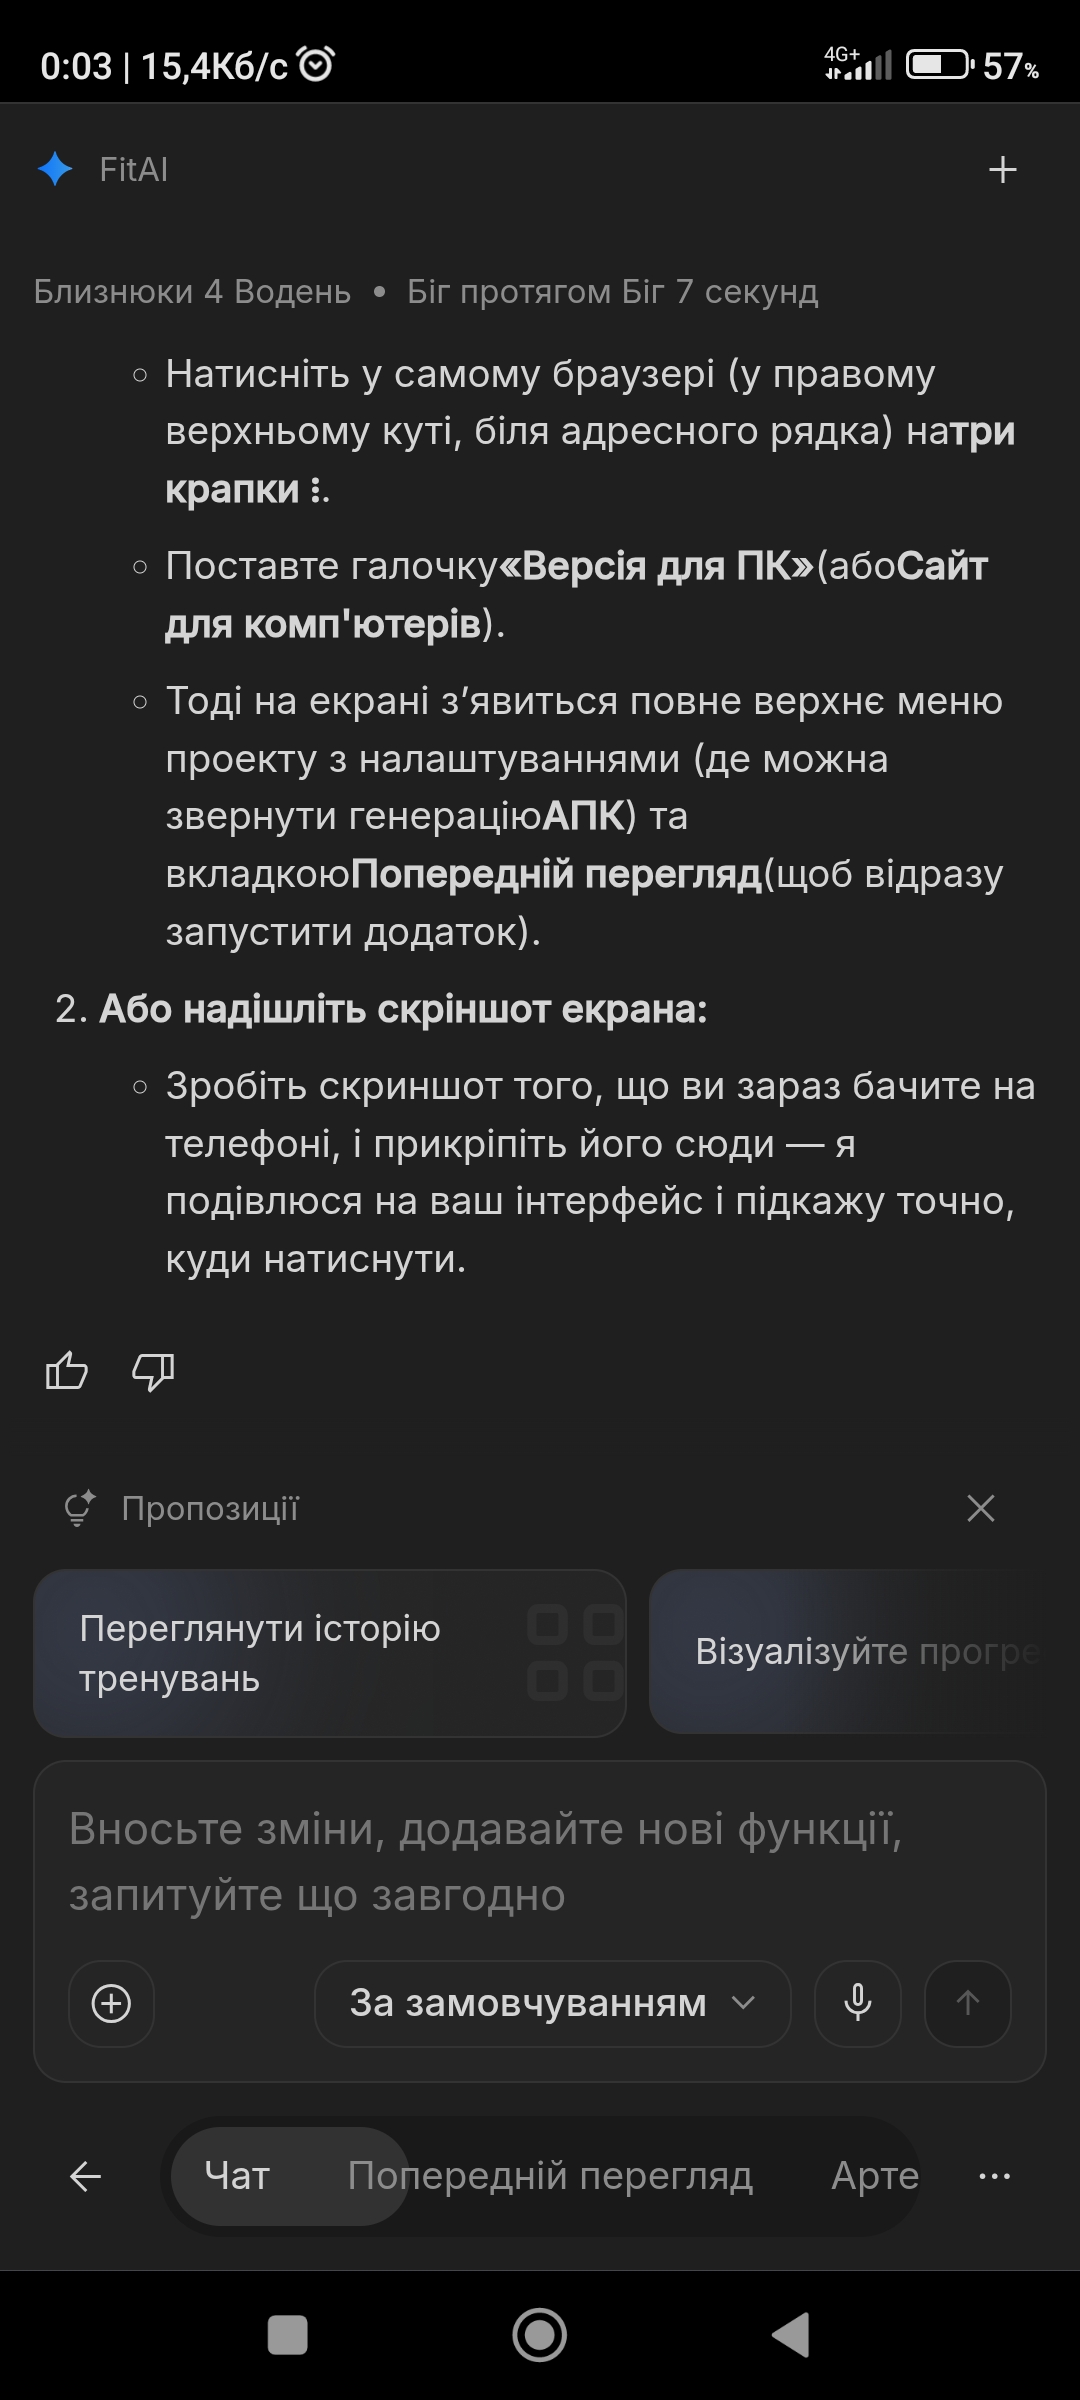 0:03 | 15,4Кб/с
4G+
57%
FitAI
Близнюки 4 Водень • Біг протягом Біг 7 секунд
◦ Натисніть у самому браузері (у правому
верхньому куті, біля адресного рядка) натри
крапки ⋮.
◦ Поставте галочку«Версія для ПК»(абоСайт
для комп'ютерів).
◦ Тоді на екрані з’явиться повне верхнє меню
проекту з налаштуваннями (де можна
звернути генераціюАПК) та
вкладкоюПопередній перегляд(щоб відразу
запустити додаток).
2. Або надішліть скріншот екрана:
◦ Зробіть скриншот того, що ви зараз бачите на
телефоні, і прикріпіть його сюди — я
подівлюся на ваш інтерфейс і підкажу точно,
куди натиснути.
Пропозиції
Переглянути історію
тренувань
Візуалізуйте прогре
Вносьте зміни, додавайте нові функції,
запитуйте що завгодно
За замовчуванням
Чат
Попередній перегляд
Арте